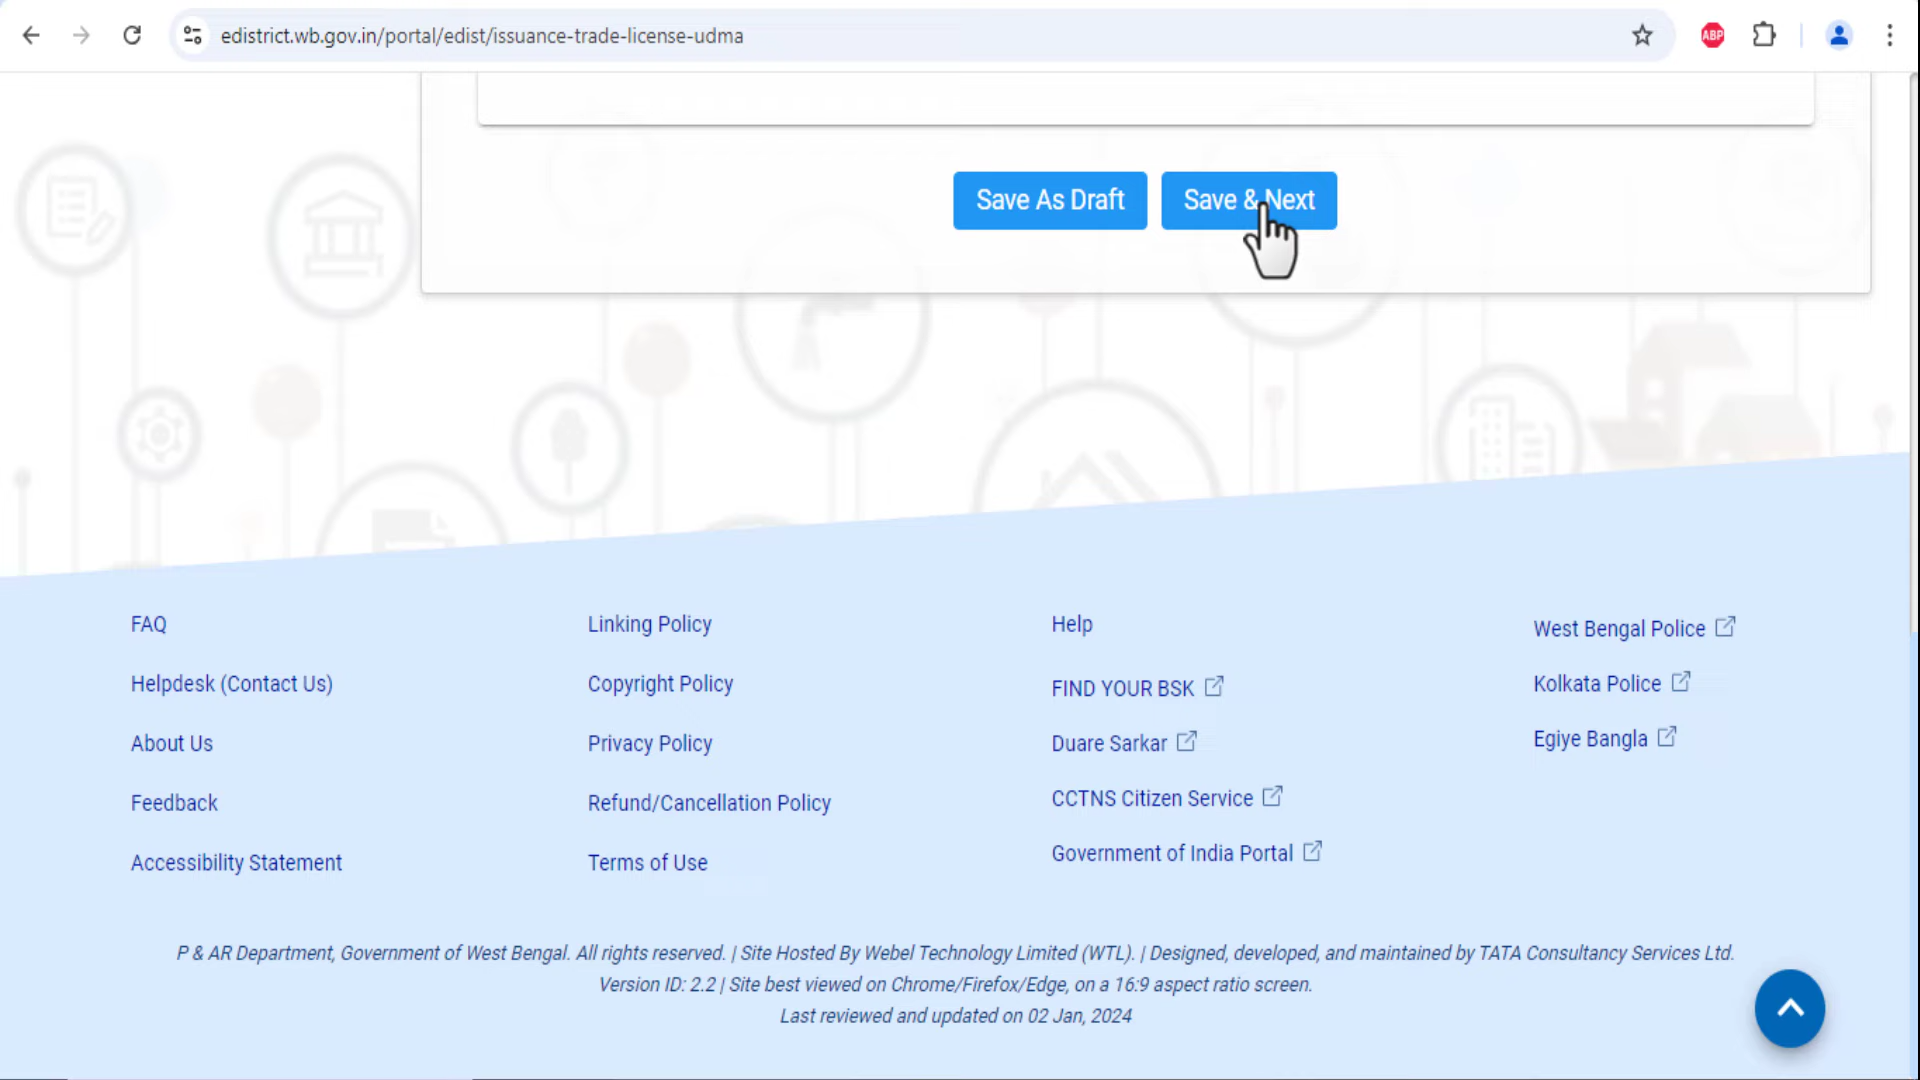 edistrict.wb.gov.in/portal/edist/issuance-trade-license-udma
ABP
Save As Draft
Save & Next
FAQ
Helpdesk (Contact Us)
About Us
Feedback
Accessibility Statement
Linking Policy
Copyright Policy
Privacy Policy
Refund/Cancellation Policy
Terms of Use
Help
FIND YOUR BSK
Duare Sarkar
CCTNS Citizen Service
Government of India Portal
West Bengal Police
Kolkata Police
Egiye Bangla
P & AR Department, Government of West Bengal. All rights reserved. | Site Hosted By Webel Technology Limited (WTL). | Designed, developed, and maintained by TATA Consultancy Services Ltd.
Version ID: 2.2 | Site best viewed on Chrome/Firefox/Edge, on a 16:9 aspect ratio screen.
Last reviewed and updated on 02 Jan, 2024